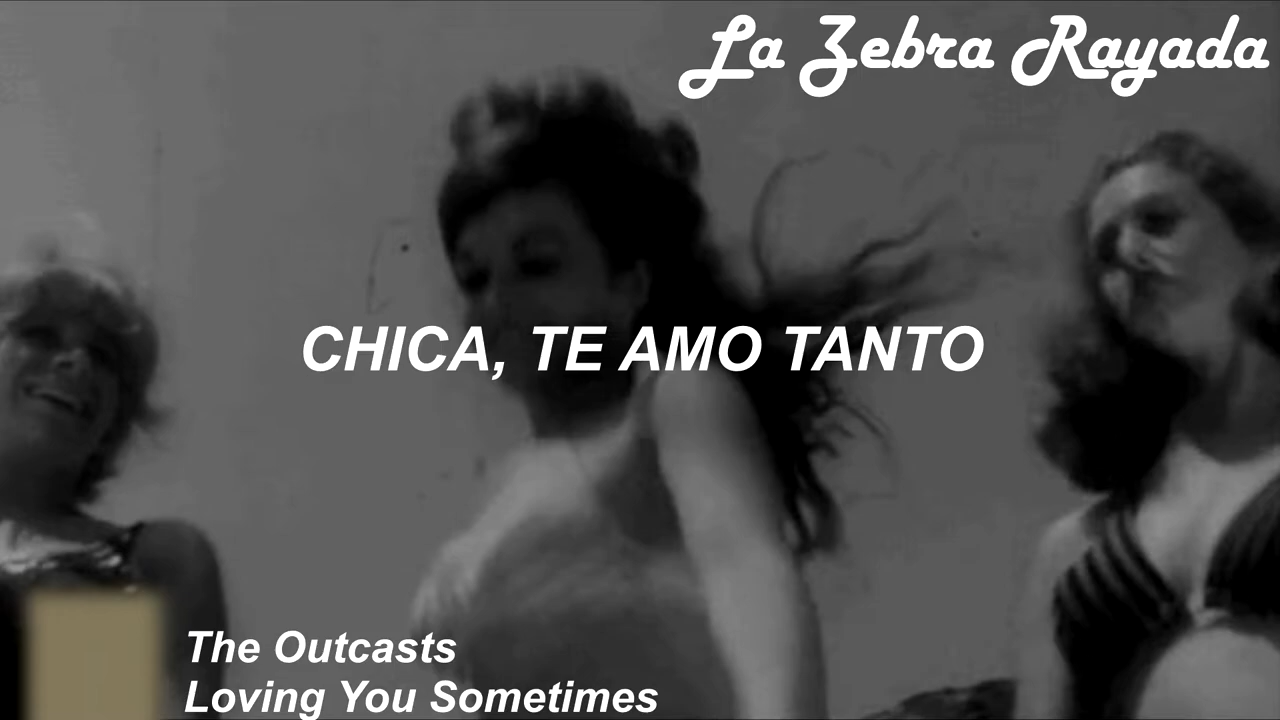 La Zebra Rayada
CHICA, TE AMO TANTO
The Outcasts
Loving You Sometimes